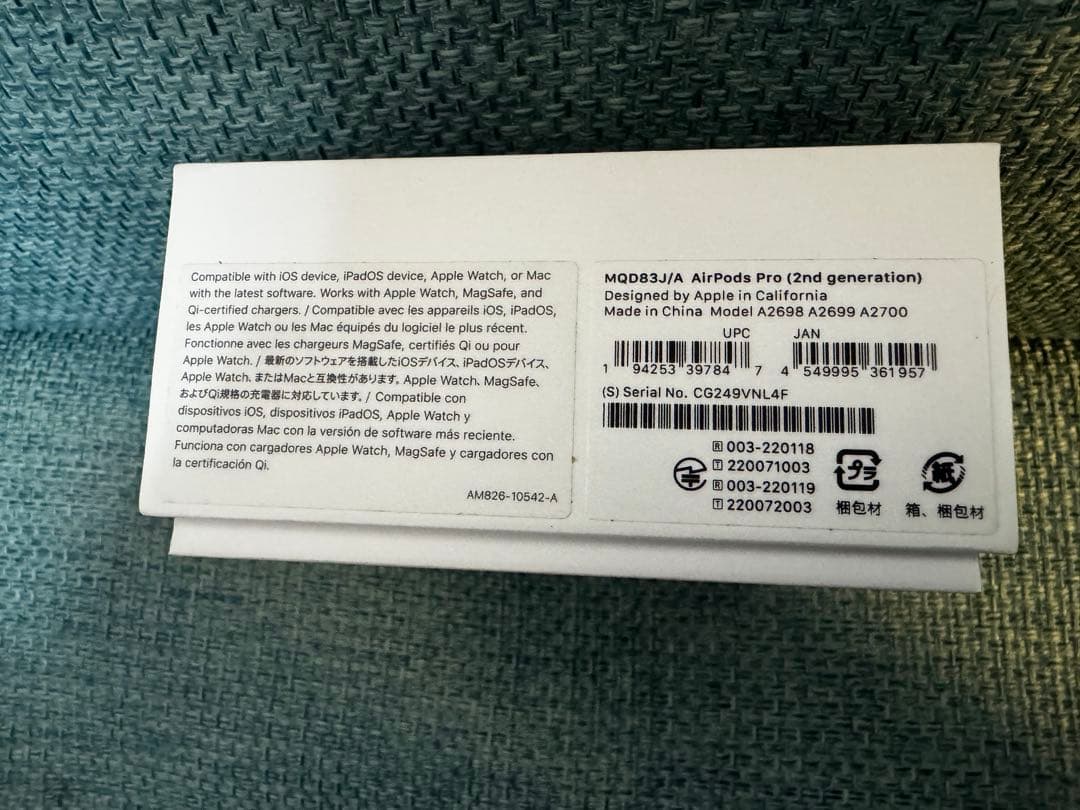 Compatible with iOS device, iPadOS device, Apple Watch, or Mac
with the latest software. Works with Apple Watch, MagSafe, and
Qi-certified chargers. / Compatible avec les appareils iOS, iPadOS,
les Apple Watch ou les Mac équipés du logiciel le plus récent.
Fonctionne avec les chargeurs MagSafe, certifiés Qi ou pour
Apple Watch. / 最新のソフトウェアを搭載したiOSデバイス、iPadOSデバイス、
Apple Watch、またはMacと互換性があります。Apple Watch、MagSafe、
およびQi規格の充電器に対応しています。/ Compatible con
dispositivos iOS, dispositivos iPadOS, Apple Watch y
computadoras Mac con la versión de software más reciente.
Funciona con cargadores Apple Watch, MagSafe y cargadores con
la certificación Qi.
AM826-10542-A
MQD83J/A AirPods Pro (2nd generation)
Designed by Apple in California
Made in China Model A2698 A2699 A2700
UPC
1 94253 39784 7
JAN
4 549995 361957
(S) Serial No. CG249VNL4F
R 003-220118
T 220071003
R 003-220119
T 220072003
プラ
梱包材
紙
箱、梱包材